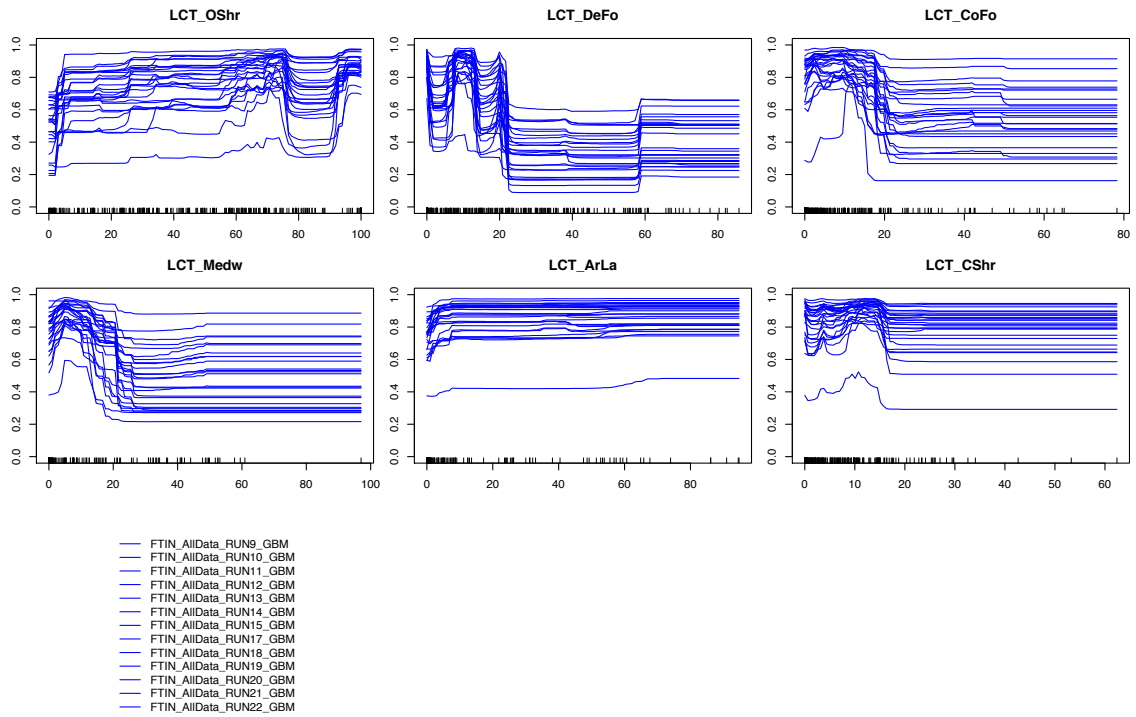 LCT_OShr
0.0 0.2 0.4 0.6 0.8 1.0
0 20 40 60 80 100
LCT_DeFo
0.0 0.2 0.4 0.6 0.8 1.0
0 20 40 60 80
LCT_CoFo
0.0 0.2 0.4 0.6 0.8 1.0
0 20 40 60 80
LCT_Medw
0.0 0.2 0.4 0.6 0.8 1.0
0 20 40 60 80 100
LCT_ArLa
0.0 0.2 0.4 0.6 0.8 1.0
0 20 40 60 80
LCT_CShr
0.0 0.2 0.4 0.6 0.8 1.0
0 10 20 30 40 50 60
FTIN_AllData_RUN9_GBM
FTIN_AllData_RUN10_GBM
FTIN_AllData_RUN11_GBM
FTIN_AllData_RUN12_GBM
FTIN_AllData_RUN13_GBM
FTIN_AllData_RUN14_GBM
FTIN_AllData_RUN15_GBM
FTIN_AllData_RUN17_GBM
FTIN_AllData_RUN18_GBM
FTIN_AllData_RUN19_GBM
FTIN_AllData_RUN20_GBM
FTIN_AllData_RUN21_GBM
FTIN_AllData_RUN22_GBM